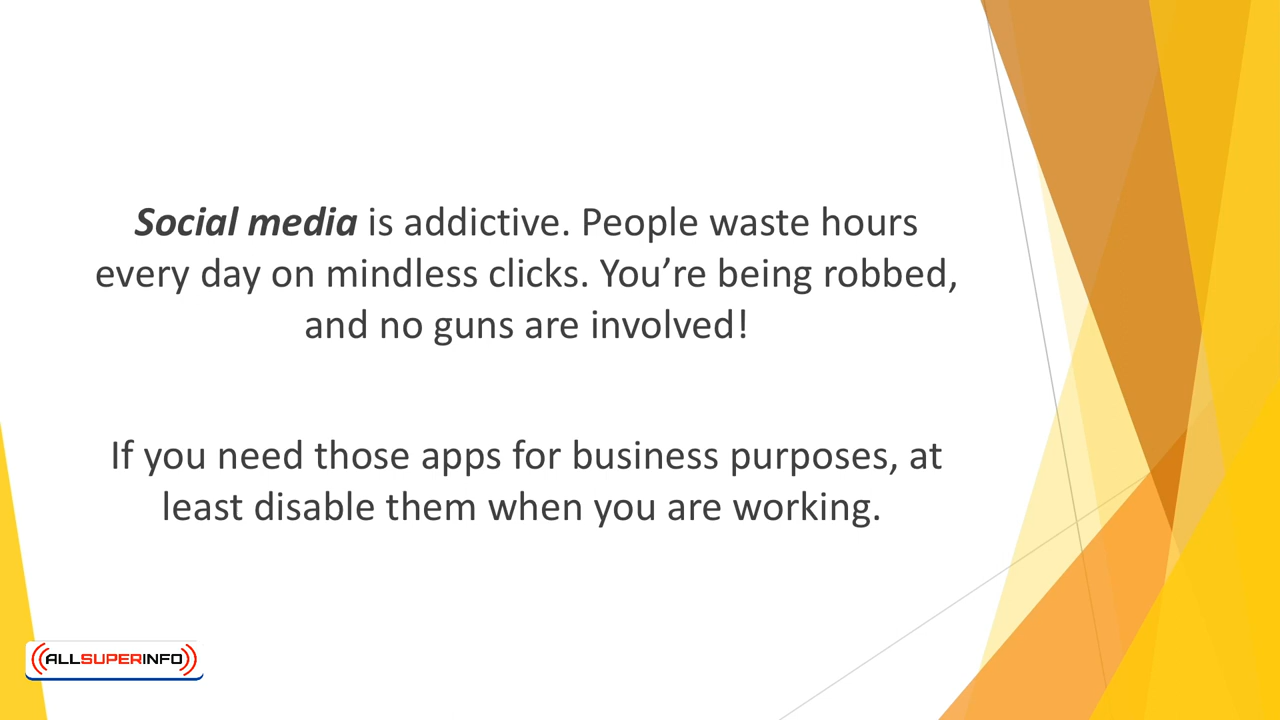 Social media is addictive. People waste hours
every day on mindless clicks. You’re being robbed,
and no guns are involved!
If you need those apps for business purposes, at
least disable them when you are working.
ALLSUPERINFO